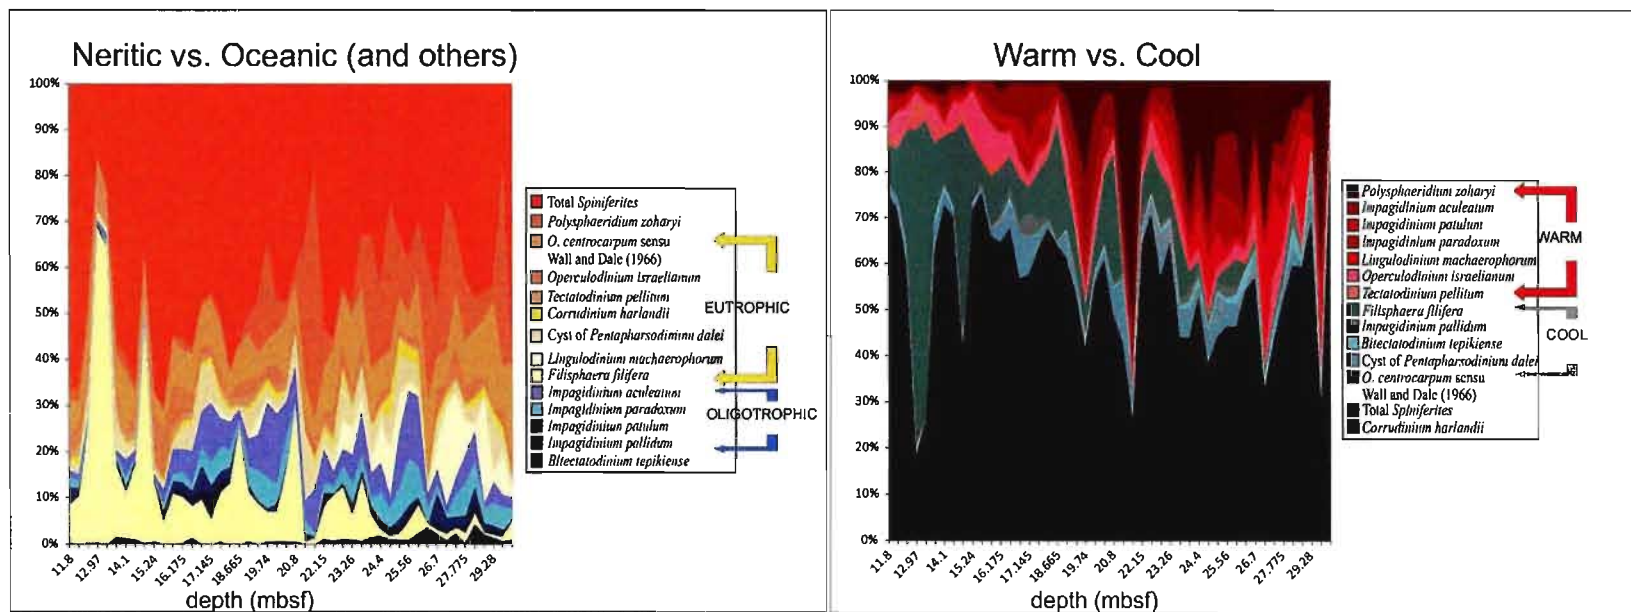 Neritic vs. Oceanic (and others)
100%
90%
80%
70%
60%
50%
40%
30%
20%
10%
0%
11.8
12.97
14.1
15.24
16.175
17.145
18.665
19.74
20.8
22.15
23.26
24.4
25.56
26.7
27.775
29.28
depth (mbsf)
Total Spiniferites
Polysphaeridium zoharyi
O. centrocarpum sensu
Wall and Dale (1966)
Operculodinium israelianum
Tectatodinium pellitum
Corrudinium harlandii
Cyst of Pentapharsodinium dalei
Lingulodinium machaerophorum
Filisphaera filifera
Impagidinium aculeatum
Impagidinium paradoxum
Impagidinium patulum
Impagidinium pallidum
Bitectatodinium tepikiense
EUTROPHIC
OLIGOTROPHIC
Warm vs. Cool
100%
90%
80%
70%
60%
50%
40%
30%
20%
10%
0%
11.8
12.97
14.1
15.24
16.175
17.145
18.665
19.74
20.8
22.15
23.26
24.4
25.56
26.7
27.775
29.28
depth (mbsf)
Polysphaeridium zoharyi
Impagidinium aculeatum
Impagidinium patulum
Impagidinium paradoxum
Lingulodinium machaerophorum
Operculodinium israelianum
Tectatodinium pellitum
Filisphaera filifera
Impagidinium pallidum
Bitectatodinium tepikiense
Cyst of Pentapharsodinium dalei
O. centrocarpum sensu
Wall and Dale (1966)
Total Spiniferites
Corrudinium harlandii
WARM
COOL